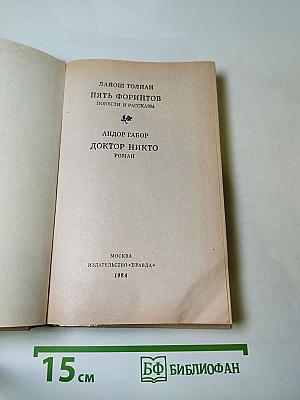 ЛАЙОШ ТОЛНАИ
ПЯТЬ ФОРИНТОВ
ПОВЕСТИ И РАССКАЗЫ
АНДОР ГАБОР
ДОКТОР НИКТО
РОМАН
МОСКВА
ИЗДАТЕЛЬСТВО «ПРАВДА»
1984
15 см
БФ БИБЛИОФАН